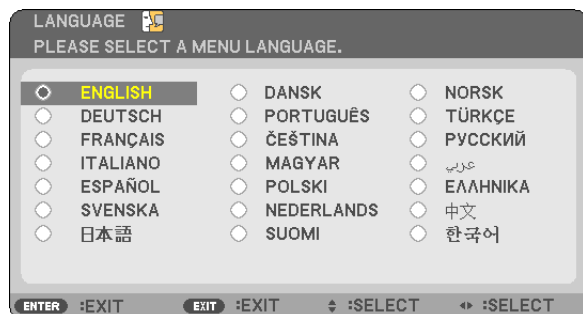 LANGUAGE
PLEASE SELECT A MENU LANGUAGE.
ENGLISH DANSK NORSK
DEUTSCH PORTUGUÊS TÜRKÇE
FRANÇAIS ČEŠTINA РУССКИЙ
ITALIANO MAGYAR عربي
ESPAÑOL POLSKI ΕΛΛΗΝΙΚΑ
SVENSKA NEDERLANDS 中文
日本語 SUOMI 한국어
ENTER :EXIT EXIT :EXIT :SELECT :SELECT